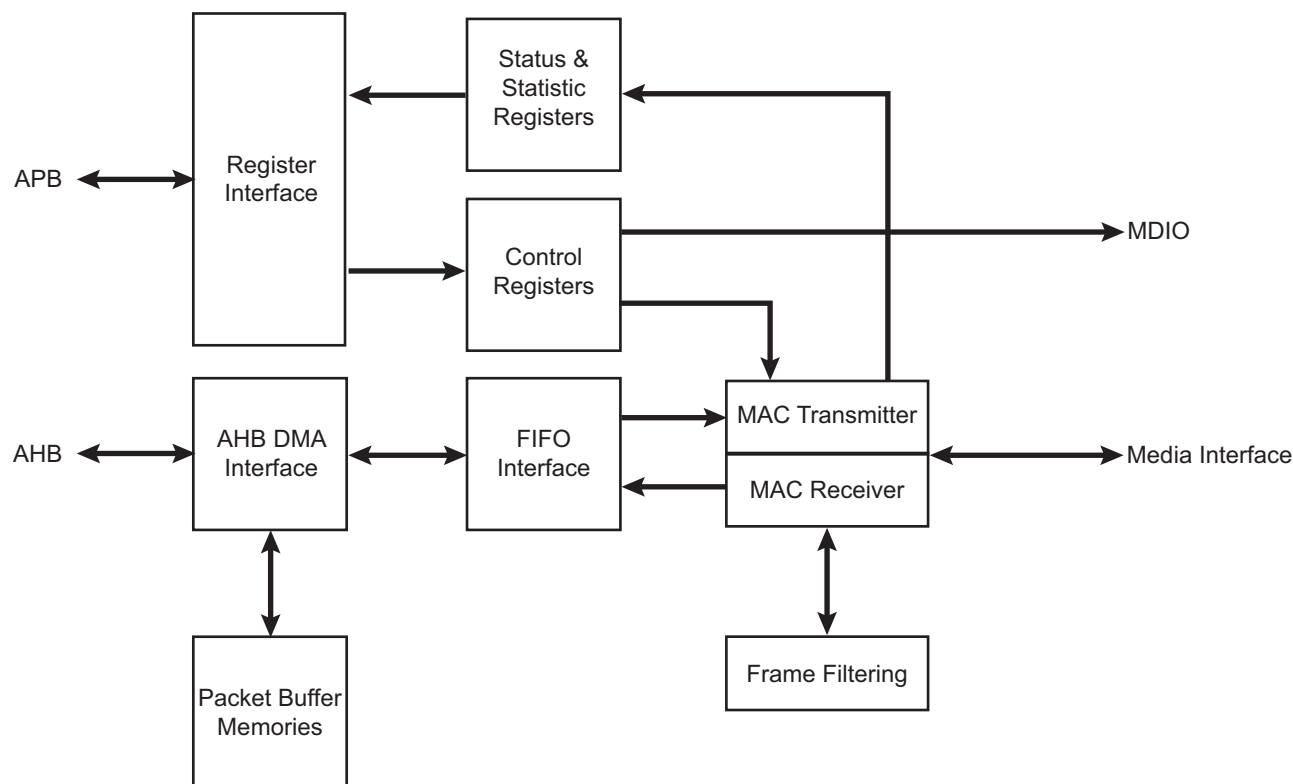 Status &
Statistic
Registers
APB
Register
Interface
Control
Registers
MDIO
AHB
AHB DMA
Interface
FIFO
Interface
MAC Transmitter
MAC Receiver
Media Interface
Packet Buffer
Memories
Frame Filtering